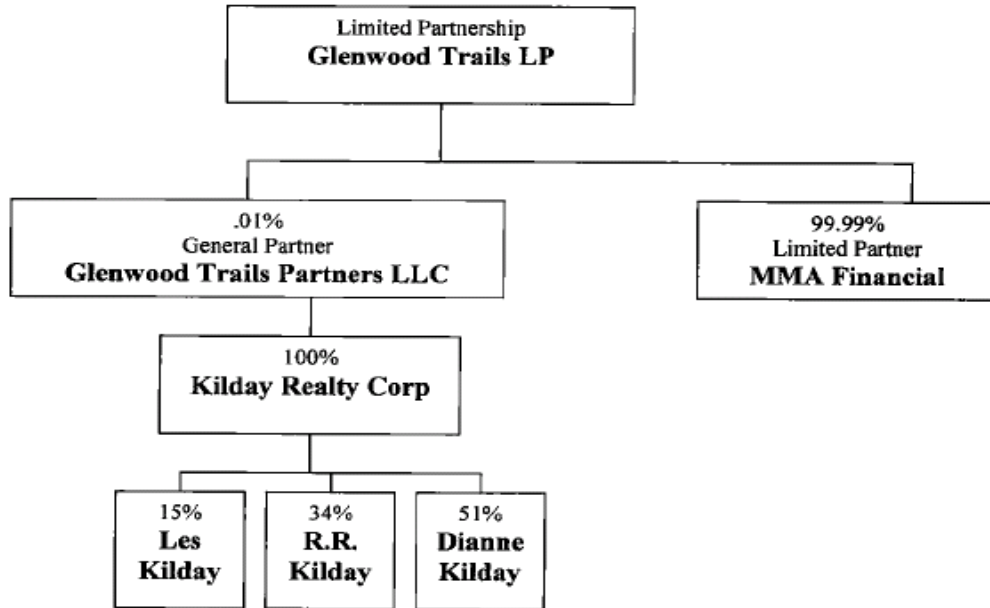 Limited Partnership
Glenwood Trails LP
.01%
General Partner
Glenwood Trails Partners LLC
99.99%
Limited Partner
MMA Financial
100%
Kilday Realty Corp
15%
Les
Kilday
34%
R.R.
Kilday
51%
Dianne
Kilday